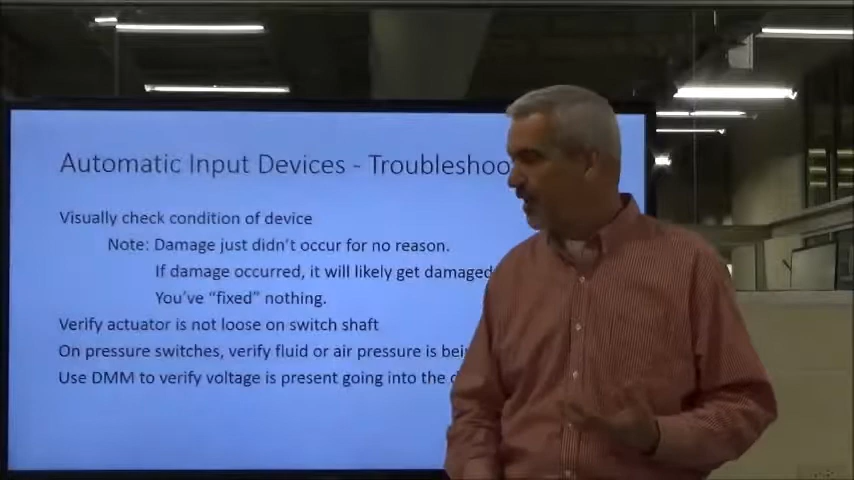 Automatic Input Devices - Troublesho
Visually check condition of device
Note: Damage just didn't occur for no reason.
If damage occurred, it will likely get damaged
You've "fixed" nothing.
Verify actuator is not loose on switch shaft
On pressure switches, verify fluid or air pressure is
Use DMM to verify voltage is present going into the